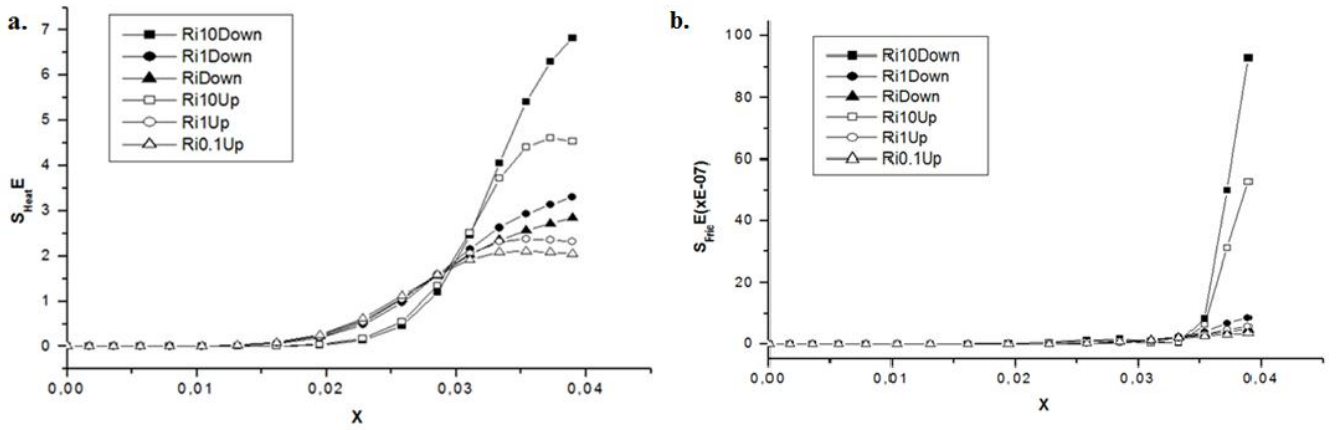 a.
Ri10Down
Ri1Down
RiDown
Ri10Up
Ri1Up
Ri0.1Up
S_Heat E
7
6
5
4
3
2
1
0
0,00
0,01
0,02
0,03
0,04
X
b.
Ri10Down
Ri1Down
RiDown
Ri10Up
Ri1Up
Ri0.1Up
S_Fric E(xE-07)
100
80
60
40
20
0
0,00
0,01
0,02
0,03
0,04
X